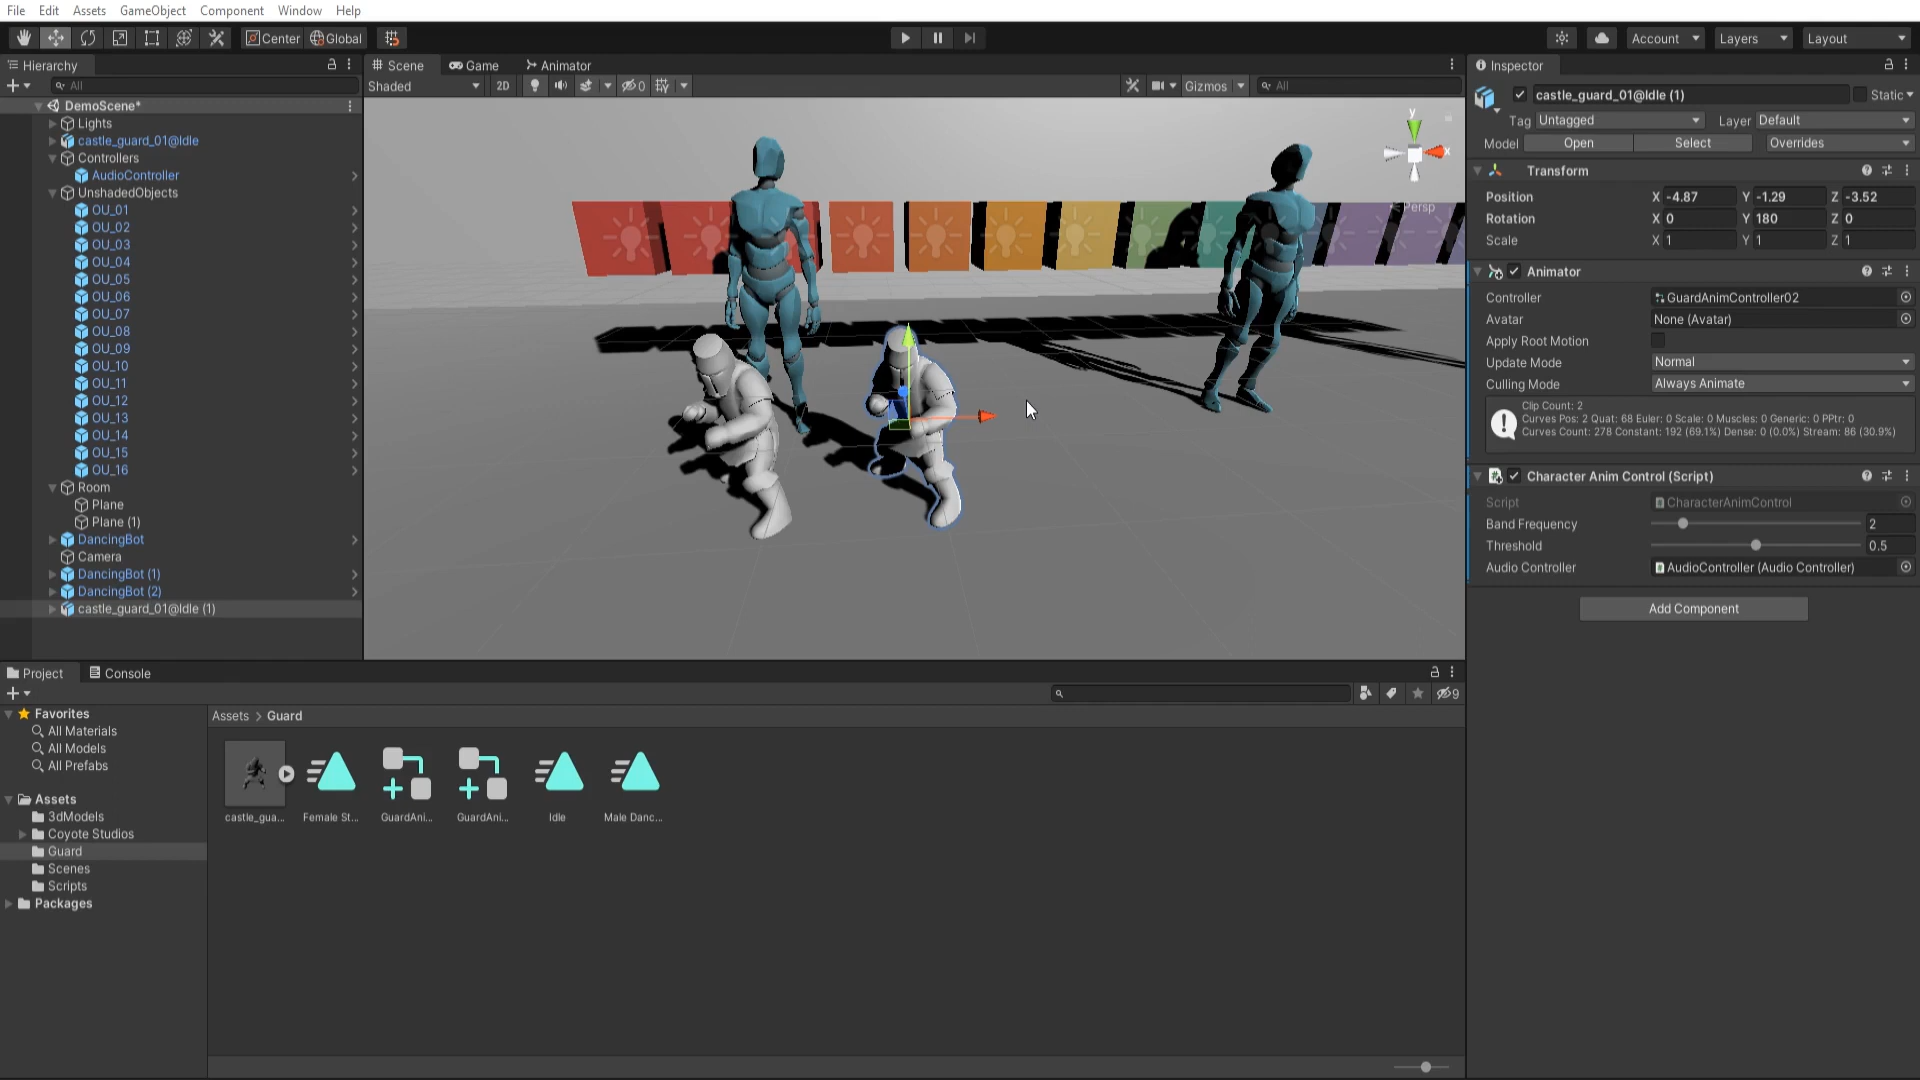 File Edit Assets GameObject Component Window Help
Center Global Account Layers Layout
Hierarchy
All
DemoScene*
Lights
castle_guard_01@Idle
Controllers
AudioController
UnshadedObjects
OU_01
OU_02
OU_03
OU_04
OU_05
OU_06
OU_07
OU_08
OU_09
OU_10
OU_11
OU_12
OU_13
OU_14
OU_15
OU_16
Room
Plane
Plane (1)
DancingBot
Camera
DancingBot (1)
DancingBot (2)
castle_guard_01@Idle (1)
Scene Game Animator
Shaded 2D 0 Gizmos All
y
x
Persp
Inspector
castle_guard_01@Idle (1) Static
Tag Untagged Layer Default
Model Open Select Overrides
Transform
Position X -4.87 Y -1.29 Z -3.52
Rotation X 0 Y 180 Z 0
Scale X 1 Y 1 Z 1
Animator
Controller GuardAnimController02
Avatar None (Avatar)
Apply Root Motion
Update Mode Normal
Culling Mode Always Animate
Clip Count: 2
Curves Pos: 2 Quat: 68 Euler: 0 Scale: 0 Muscles: 0 Generic: 0 PPtr: 0
Curves Count: 278 Constant: 192 (69.1%) Dense: 0 (0.0%) Stream: 86 (30.9%)
Character Anim Control (Script)
Script CharacterAnimControl
Band Frequency 2
Threshold 0.5
Audio Controller AudioController (Audio Controller)
Add Component
Project Console
9
Favorites
All Materials
All Models
All Prefabs
Assets
3dModels
Coyote Studios
Guard
Scenes
Scripts
Packages
Assets > Guard
castle_gua... Female St... GuardAni... GuardAni... Idle Male Danc...